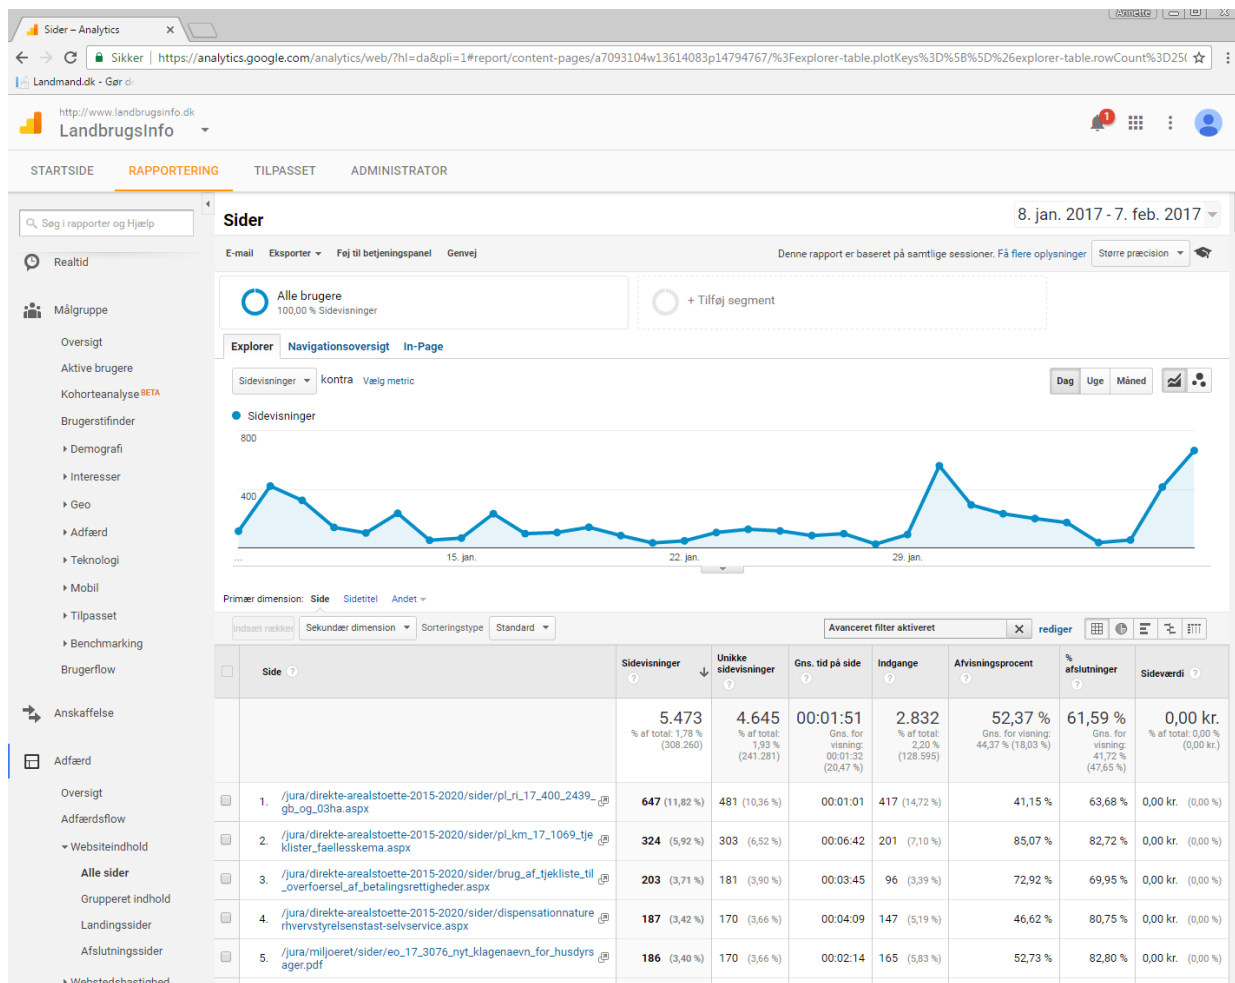 Annette
Sider – Analytics
Sikker | https://analytics.google.com/analytics/web/?hl=da&pli=1#report/content-pages/a7093104w13614083p14794767/%3Fexplorer-table.plotKeys%3D%5B%5D%26explorer-table.rowCount%3D250
Landmand.dk - Gør d
http://www.landbrugsinfo.dk
LandbrugsInfo
1
STARTSIDE RAPPORTERING TILPASSET ADMINISTRATOR
Søg i rapporter og Hjælp
Realtid
Målgruppe
Oversigt
Aktive brugere
Kohorteanalyse BETA
Brugerstifinder
Demografi
Interesser
Geo
Adfærd
Teknologi
Mobil
Tilpasset
Benchmarking
Brugerflow
Anskaffelse
Adfærd
Oversigt
Adfærdsflow
Websiteindhold
Alle sider
Grupperet indhold
Landingssider
Afslutningssider
Webstedshastighed
Sider
8. jan. 2017 - 7. feb. 2017
E-mail Eksporter Føj til betjeningspanel Genvej
Denne rapport er baseret på samtlige sessioner. Få flere oplysninger
Større præcision
Alle brugere
100,00 % Sidevisninger
+ Tilføj segment
Explorer Navigationsoversigt In-Page
Sidevisninger kontra Vælg metric
Dag Uge Måned
Sidevisninger
800
400
... 15. jan. 22. jan. 29. jan.
Primær dimension: Side Sidetitel Andet
Indsæt rækker Sekundær dimension Sorteringstype Standard
Avanceret filter aktiveret rediger
Side ? Sidevisninger ? Unikke sidevisninger ? Gns. tid på side ? Indgange ? Afvisningsprocent ? % afslutninger ? Sideværdi ?
5.473 4.645 00:01:51 2.832 52,37 % 61,59 % 0,00 kr.
% af total: 1,78 % (308.260) % af total: 1,93 % (241.281) Gns. for visning: 00:01:32 (20,47 %) % af total: 2,20 % (128.595) Gns. for visning: 44,37 % (18,03 %) Gns. for visning: 41,72 % (47,65 %) % af total: 0,00 % (0,00 kr.)
1. /jura/direkte-arealstoette-2015-2020/sider/pl_ri_17_400_2439_
gb_og_03ha.aspx
647 (11,82 %) 481 (10,36 %) 00:01:01 417 (14,72 %) 41,15 % 63,68 % 0,00 kr. (0,00 %)
2. /jura/direkte-arealstoette-2015-2020/sider/pl_km_17_1069_tje
klister_faellesskema.aspx
324 (5,92 %) 303 (6,52 %) 00:06:42 201 (7,10 %) 85,07 % 82,72 % 0,00 kr. (0,00 %)
3. /jura/direkte-arealstoette-2015-2020/sider/brug_af_tjekliste_til
_overfoersel_af_betalingsrettigheder.aspx
203 (3,71 %) 181 (3,90 %) 00:03:45 96 (3,39 %) 72,92 % 69,95 % 0,00 kr. (0,00 %)
4. /jura/direkte-arealstoette-2015-2020/sider/dispensationnature
rhvervstyrelsenstast-selvservice.aspx
187 (3,42 %) 170 (3,66 %) 00:04:09 147 (5,19 %) 46,62 % 80,75 % 0,00 kr. (0,00 %)
5. /jura/miljoeret/sider/eo_17_3076_nyt_klagenaevn_for_husdyrs
ager.pdf
186 (3,40 %) 170 (3,66 %) 00:02:14 165 (5,83 %) 52,73 % 82,80 % 0,00 kr. (0,00 %)